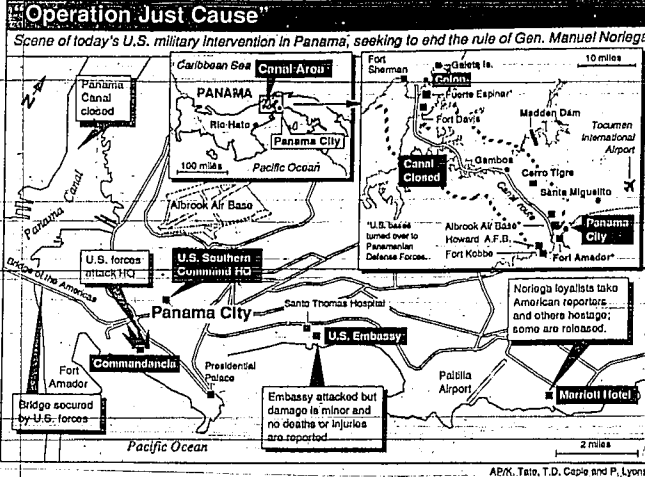 "Operation Just Cause"
Scene of today's U.S. military intervention in Panama, seeking to end the rule of Gen. Manuel Noriega
N
Panama
Canal
closed
Panama Canal
Bridge of the Americas
Caribbean Sea
Canal Area
PANAMA
Rio Hato
Panama City
100 miles
Pacific Ocean
Fort
Sherman
Galeta Is.
Colon
Fuerte Espinar*
Fort Davis
10 miles
Madden Dam
Tocumen
International
Airport
Canal
Closed
Gamboa
Cerro Tigre
Canal route
San Miguelito
*U.S. bases
turned over to
Panamanian
Defense Forces.
Albrook Air Base*
Howard A.F.B.
Fort Kobbe
Panama
City
Fort Amador*
Albrook Air Base
U.S. forces
attack HQ
U.S. Southern
Command HQ
Panama City
Santo Thomas Hospital
U.S. Embassy
Noriega loyalists take
American reporters
and others hostage;
some are released.
Commandancia
Fort
Amador
Presidential
Palace
Bridge secured
by U.S. forces
Embassy attacked but
damage is minor and
no deaths or injuries
are reported
Paitilla
Airport
Marriott Hotel
Pacific Ocean
2 miles
AP/K. Tate, T.D. Caple and P. Lyons